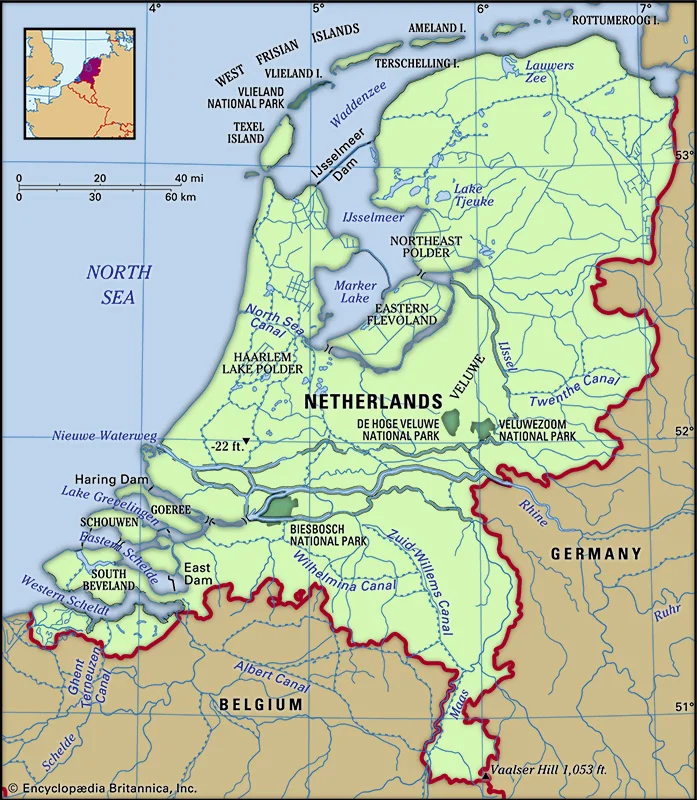 4°
5°
6°
7°
ROTTUMEROOG I.
AMELAND I.
WEST FRISIAN ISLANDS
TERSCHELLING I.
VLIELAND I.
VLIELAND
NATIONAL PARK
Waddenzee
Lauwers
Zee
TEXEL
ISLAND
IJsselmeer
Dam
53°
0 20 40 mi
0 30 60 km
Lake
Tjeuke
IJsselmeer
NORTHEAST
POLDER
NORTH
SEA
Marker
Lake
EASTERN
FLEVOLAND
North Sea
Canal
IJssel
HAARLEM
LAKE POLDER
VELUWE
Twenthe Canal
NETHERLANDS
DE HOGE VELUWE
NATIONAL PARK
VELUWEZOOM
NATIONAL PARK
52°
Nieuwe Waterweg
-22 ft.
Haring Dam
Lake Grevelingen
GOEREE
SCHOUWEN
Eastern Schelde
BIESBOSCH
NATIONAL PARK
Rhine
GERMANY
East
Dam
SOUTH
BEVELAND
Western Scheldt
Wilhelmina Canal
Zuid-Willems Canal
Ruhr
Ghent
Terneuzen
Canal
Albert Canal
BELGIUM
Maas
51°
Schelde
Vaalser Hill 1,053 ft.
© Encyclopædia Britannica, Inc.